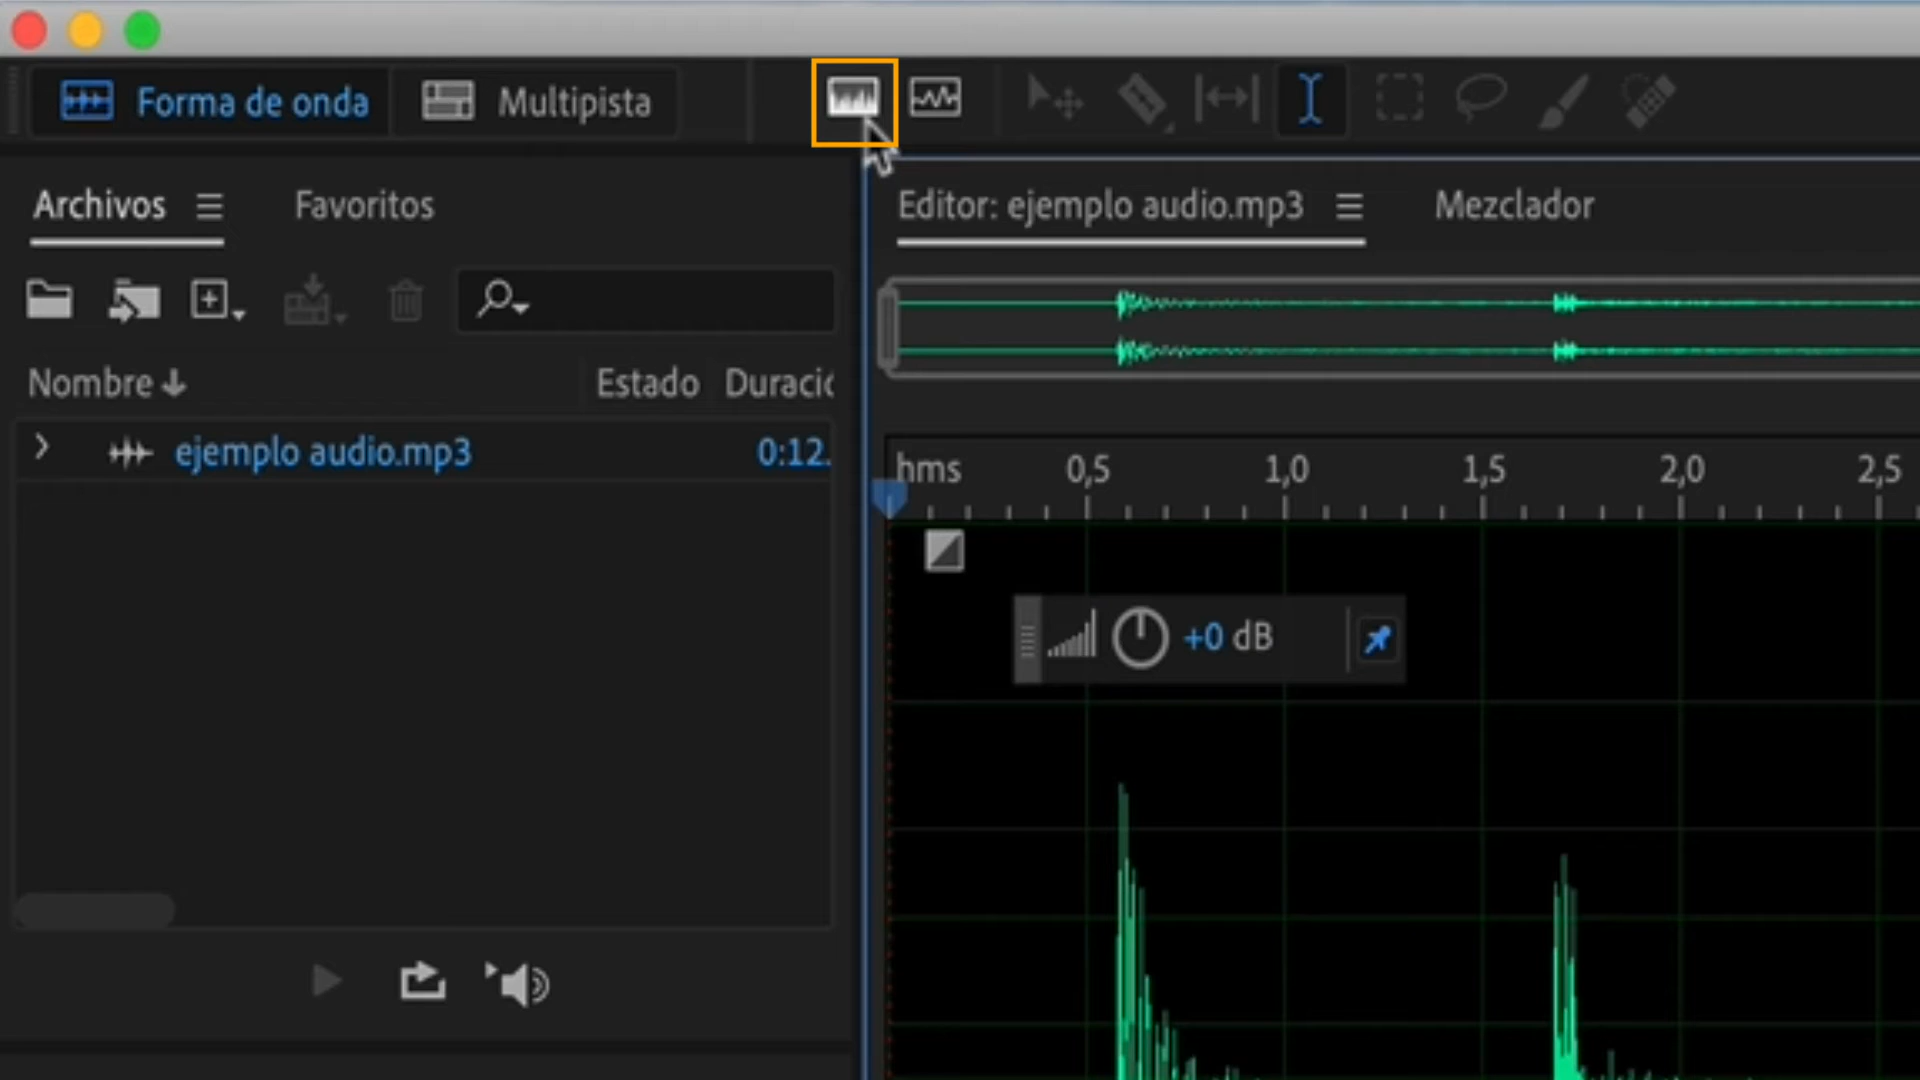 Forma de onda
Multipista
Archivos
Favoritos
Editor: ejemplo audio.mp3
Mezclador
Nombre
Estado
Duració
ejemplo audio.mp3
0:12.
hms
0,5
1,0
1,5
2,0
2,5
+0 dB